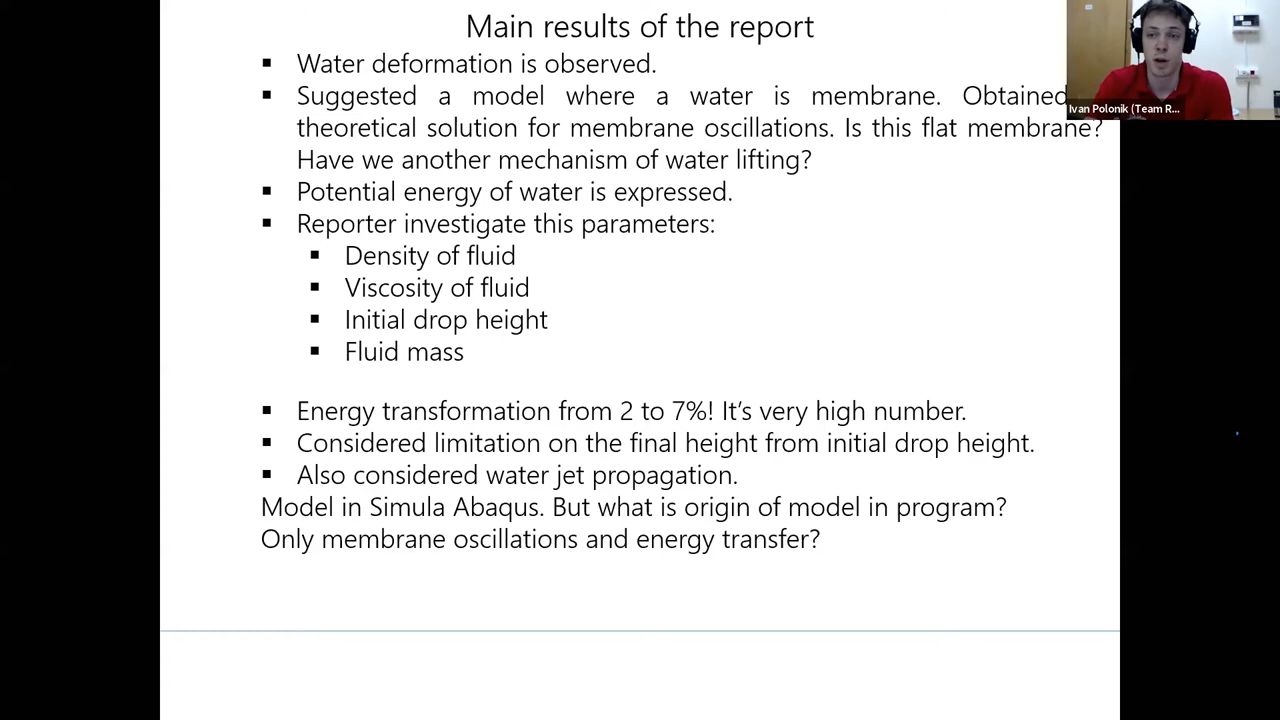 Main results of the report
▪ Water deformation is observed.
▪ Suggested a model where a water is membrane. Obtained
theoretical solution for membrane oscillations. Is this flat membrane?
Have we another mechanism of water lifting?
▪ Potential energy of water is expressed.
▪ Reporter investigate this parameters:
▪ Density of fluid
▪ Viscosity of fluid
▪ Initial drop height
▪ Fluid mass
▪ Energy transformation from 2 to 7%! It's very high number.
▪ Considered limitation on the final height from initial drop height.
▪ Also considered water jet propagation.
Model in Simula Abaqus. But what is origin of model in program?
Only membrane oscillations and energy transfer?
Ivan Polonik (Team R...